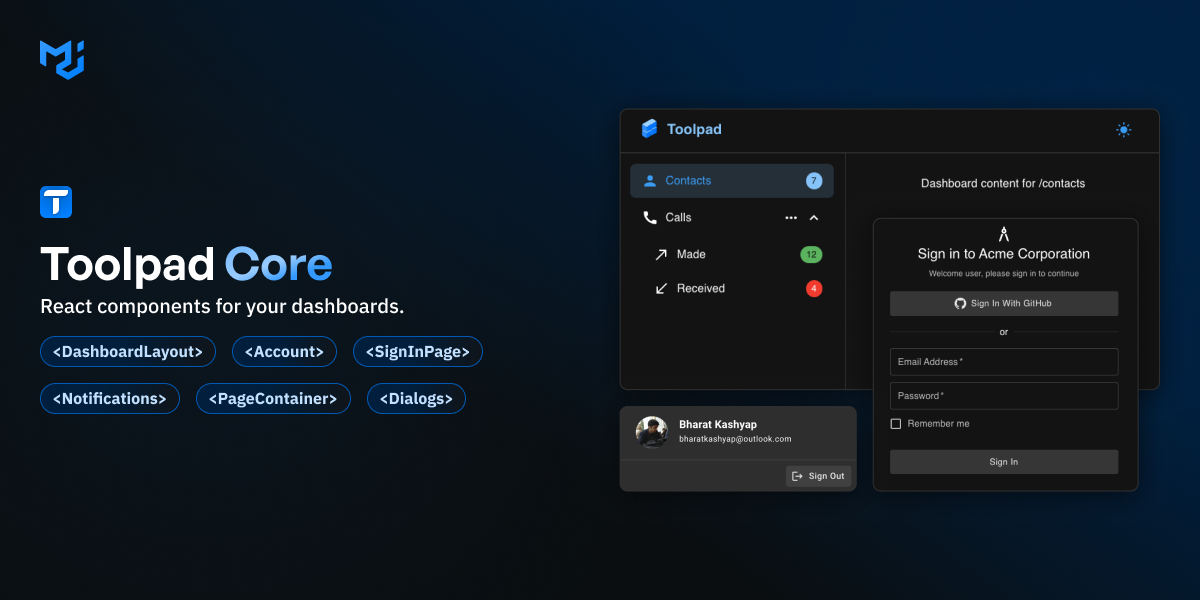 Toolpad Core
React components for your dashboards.
<DashboardLayout> <Account> <SignInPage>
<Notifications> <PageContainer> <Dialogs>
Toolpad
Contacts 7
Calls
Made 12
Received 4
Dashboard content for /contacts
Sign in to Acme Corporation
Welcome user, please sign in to continue
Sign In With GitHub
or
Email Address *
Password *
Remember me
Sign In
Bharat Kashyap
bharatkashyap@outlook.com
Sign Out